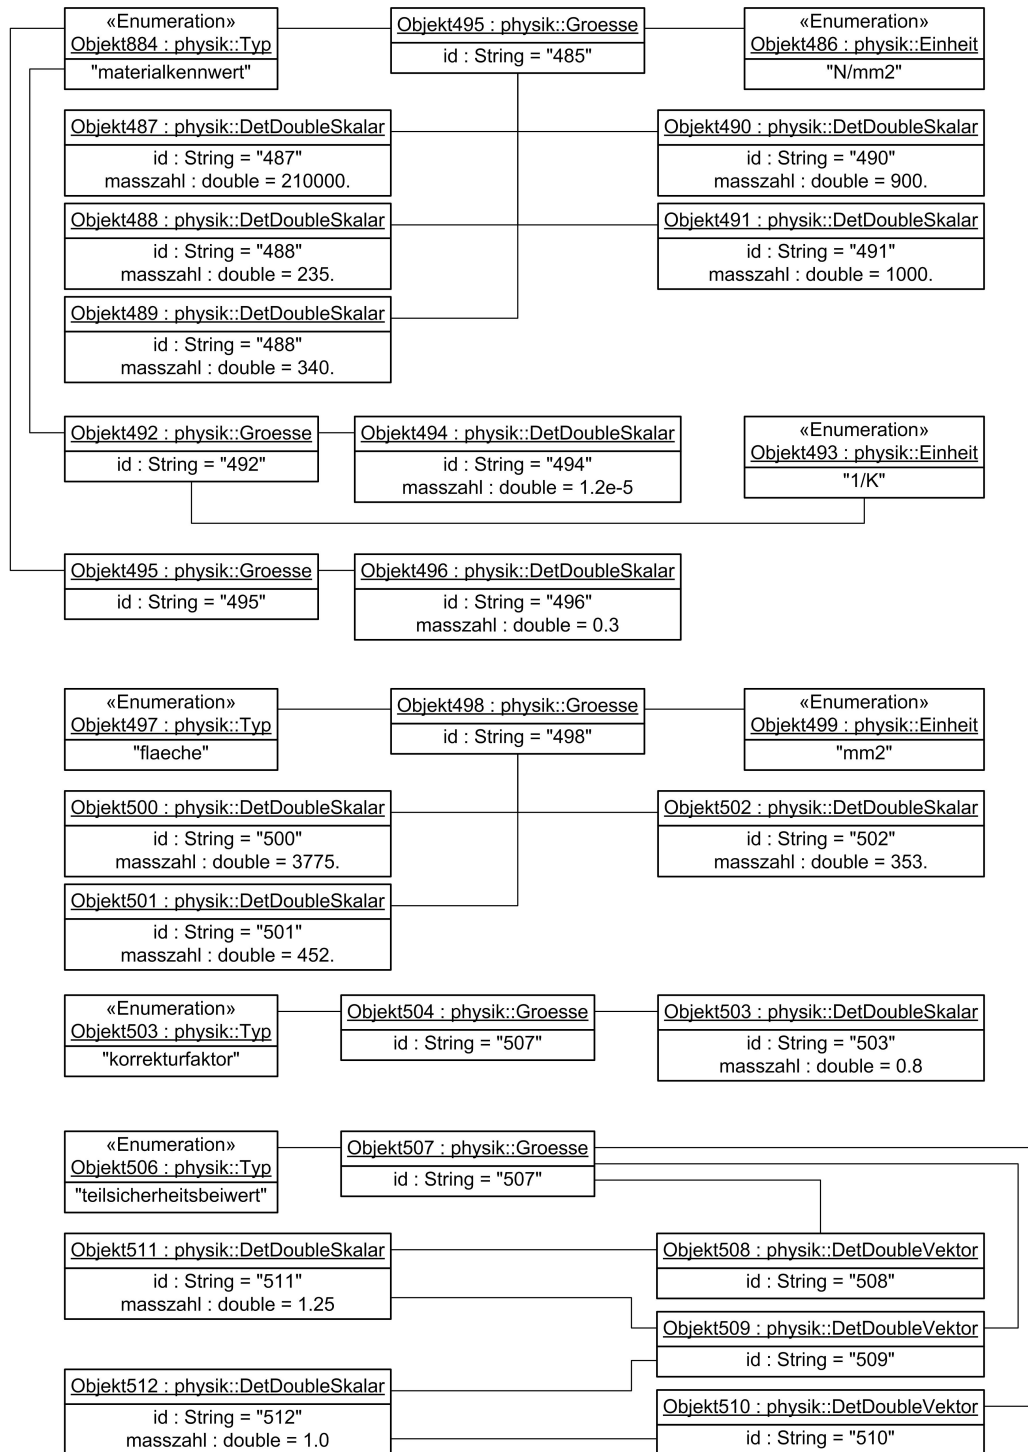 «Enumeration»
Objekt884 : physik::Typ
"materialkennwert"
Objekt495 : physik::Groesse
id : String = "485"
«Enumeration»
Objekt486 : physik::Einheit
"N/mm2"
Objekt487 : physik::DetDoubleSkalar
id : String = "487"
masszahl : double = 210000.
Objekt490 : physik::DetDoubleSkalar
id : String = "490"
masszahl : double = 900.
Objekt488 : physik::DetDoubleSkalar
id : String = "488"
masszahl : double = 235.
Objekt491 : physik::DetDoubleSkalar
id : String = "491"
masszahl : double = 1000.
Objekt489 : physik::DetDoubleSkalar
id : String = "488"
masszahl : double = 340.
Objekt492 : physik::Groesse
id : String = "492"
Objekt494 : physik::DetDoubleSkalar
id : String = "494"
masszahl : double = 1.2e-5
«Enumeration»
Objekt493 : physik::Einheit
"1/K"
Objekt495 : physik::Groesse
id : String = "495"
Objekt496 : physik::DetDoubleSkalar
id : String = "496"
masszahl : double = 0.3
«Enumeration»
Objekt497 : physik::Typ
"flaeche"
Objekt498 : physik::Groesse
id : String = "498"
«Enumeration»
Objekt499 : physik::Einheit
"mm2"
Objekt500 : physik::DetDoubleSkalar
id : String = "500"
masszahl : double = 3775.
Objekt502 : physik::DetDoubleSkalar
id : String = "502"
masszahl : double = 353.
Objekt501 : physik::DetDoubleSkalar
id : String = "501"
masszahl : double = 452.
«Enumeration»
Objekt503 : physik::Typ
"korrekturfaktor"
Objekt504 : physik::Groesse
id : String = "507"
Objekt503 : physik::DetDoubleSkalar
id : String = "503"
masszahl : double = 0.8
«Enumeration»
Objekt506 : physik::Typ
"teilsicherheitsbeiwert"
Objekt507 : physik::Groesse
id : String = "507"
Objekt511 : physik::DetDoubleSkalar
id : String = "511"
masszahl : double = 1.25
Objekt508 : physik::DetDoubleVektor
id : String = "508"
Objekt509 : physik::DetDoubleVektor
id : String = "509"
Objekt512 : physik::DetDoubleSkalar
id : String = "512"
masszahl : double = 1.0
Objekt510 : physik::DetDoubleVektor
id : String = "510"